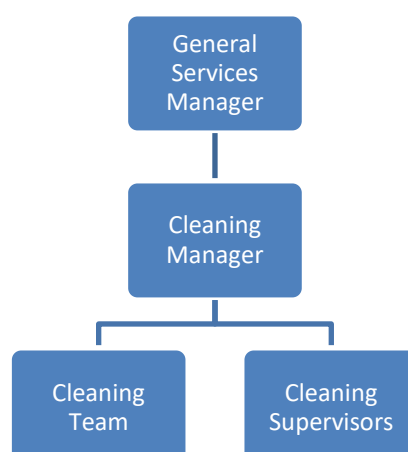 General
Services
Manager
Cleaning
Manager
Cleaning
Team
Cleaning
Supervisors